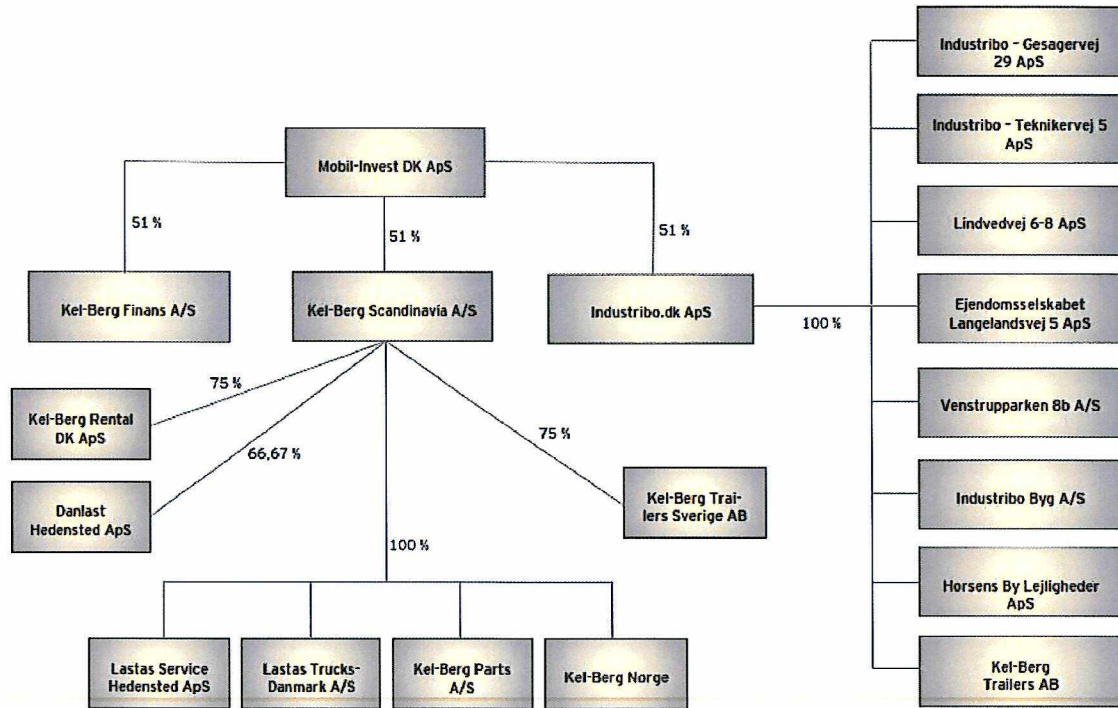 Mobil-Invest DK ApS
51 %
51 %
51 %
Kel-Berg Finans A/S
Kel-Berg Scandinavia A/S
Industribo.dk ApS
100 %
75 %
Kel-Berg Rental
DK ApS
66,67 %
Danlast
Hedensted ApS
75 %
Kel-Berg Trai-
lers Sverige AB
100 %
Lastas Service
Hedensted ApS
Lastas Trucks-
Danmark A/S
Kel-Berg Parts
A/S
Kel-Berg Norge
Industribo - Gesagervej
29 ApS
Industribo - Teknikervej 5
ApS
Lindvedvej 6-8 ApS
Ejendomsselskabet
Langelandsvej 5 ApS
Venstrupparken 8b A/S
Industribo Byg A/S
Horsens By Lejligheder
ApS
Kel-Berg
Trailers AB